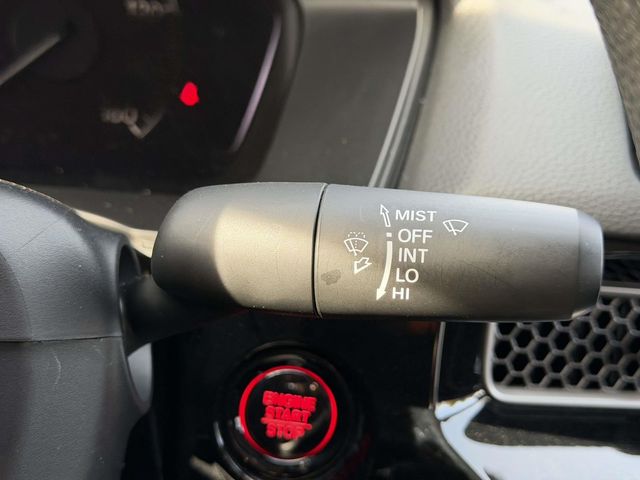 MIST
OFF
INT
LO
HI
ENGINE
START
STOP